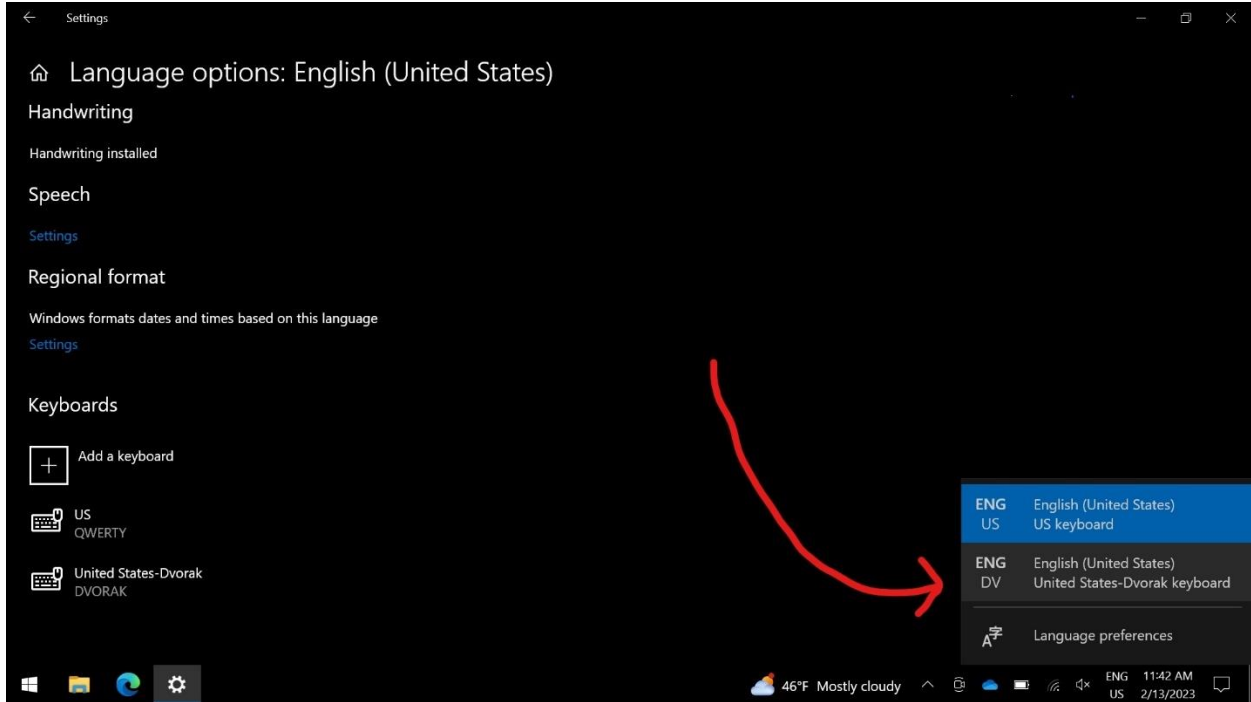 Settings
Language options: English (United States)
Handwriting
Handwriting installed
Speech
Settings
Regional format
Windows formats dates and times based on this language
Settings
Keyboards
Add a keyboard
US
QWERTY
United States-Dvorak
DVORAK
ENG English (United States)
US US keyboard
ENG English (United States)
DV United States-Dvorak keyboard
A字 Language preferences
46°F Mostly cloudy
ENG 11:42 AM
US 2/13/2023